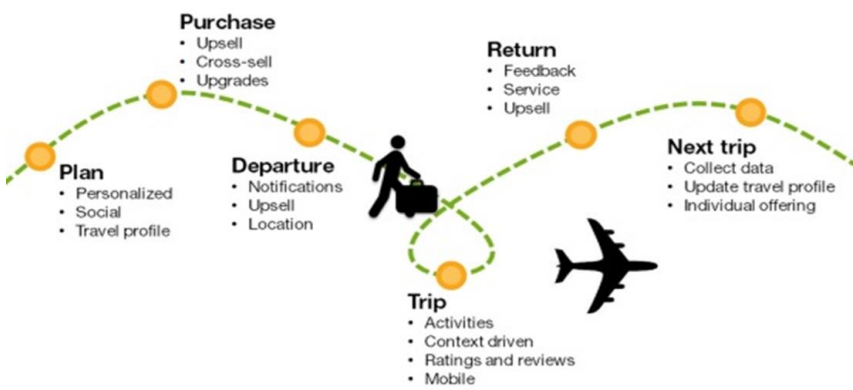 Plan
• Personalized
• Social
• Travel profile
Purchase
• Upsell
• Cross-sell
• Upgrades
Departure
• Notifications
• Upsell
• Location
Trip
• Activities
• Context driven
• Ratings and reviews
• Mobile
Return
• Feedback
• Service
• Upsell
Next trip
• Collect data
• Update travel profile
• Individual offering